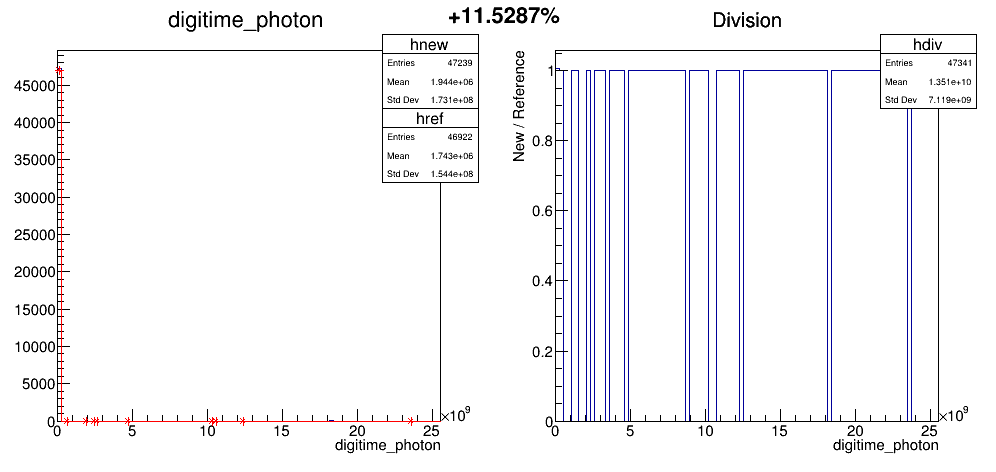 +11.5287%
digitime_photon
hnew
Entries 47239
Mean 1.944e+06
Std Dev 1.731e+08
href
Entries 46922
Mean 1.743e+06
Std Dev 1.544e+08
45000
40000
35000
30000
25000
20000
15000
10000
5000
0
0 5 10 15 20 25
×10⁹
digitime_photon
Division
hdiv
Entries 47341
Mean 1.351e+10
Std Dev 7.119e+09
New / Reference
1
0.8
0.6
0.4
0.2
0
0 5 10 15 20 25
×10⁹
digitime_photon